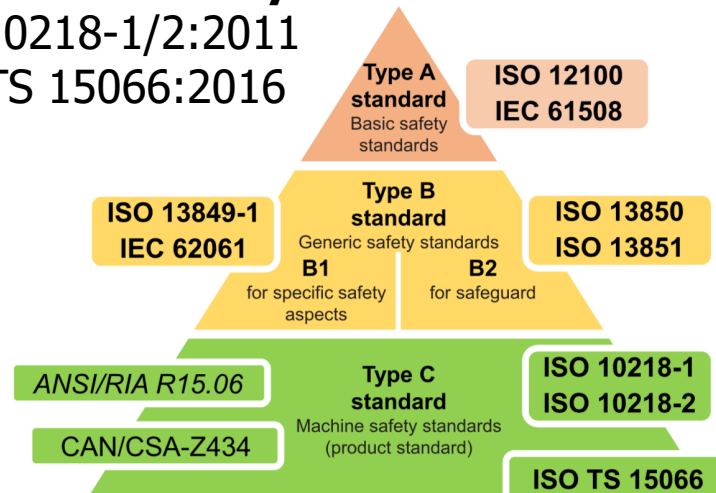 0218-1/2:2011
TS 15066:2016
Type A
standard
Basic safety
standards
ISO 12100
IEC 61508
ISO 13849-1
IEC 62061
Type B
standard
Generic safety standards
B1
for specific safety
aspects
B2
for safeguard
ISO 13850
ISO 13851
ANSI/RIA R15.06
CAN/CSA-Z434
Type C
standard
Machine safety standards
(product standard)
ISO 10218-1
ISO 10218-2
ISO TS 15066